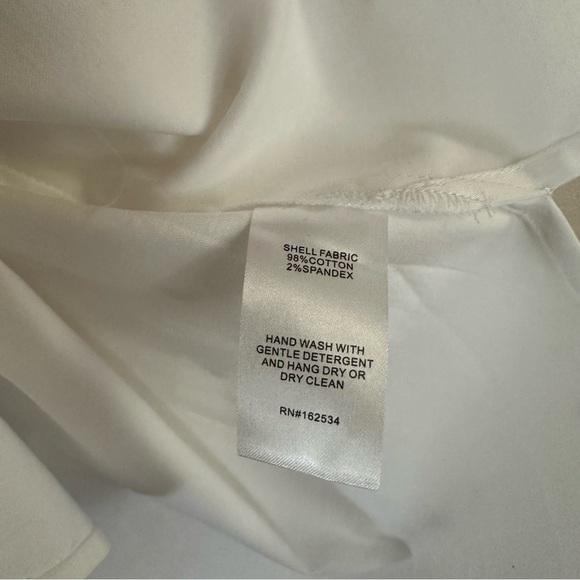 SHELL FABRIC
98%COTTON
2%SPANDEX
HAND WASH WITH
GENTLE DETERGENT
AND HANG DRY OR
DRY CLEAN
RN#162534